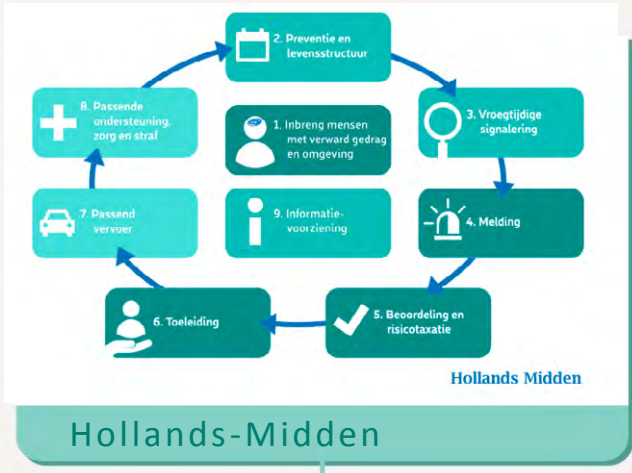 2. Preventie en
levensstructuur
8. Passende
ondersteuning,
zorg en straf
1. Inbreng mensen
met verward gedrag
en omgeving
3. Vroegtijdige
signalering
7. Passend
vervoer
9. Informatie-
voorziening
4. Melding
6. Toeleiding
5. Beoordeling en
risicotaxatie
Hollands Midden
Hollands-Midden